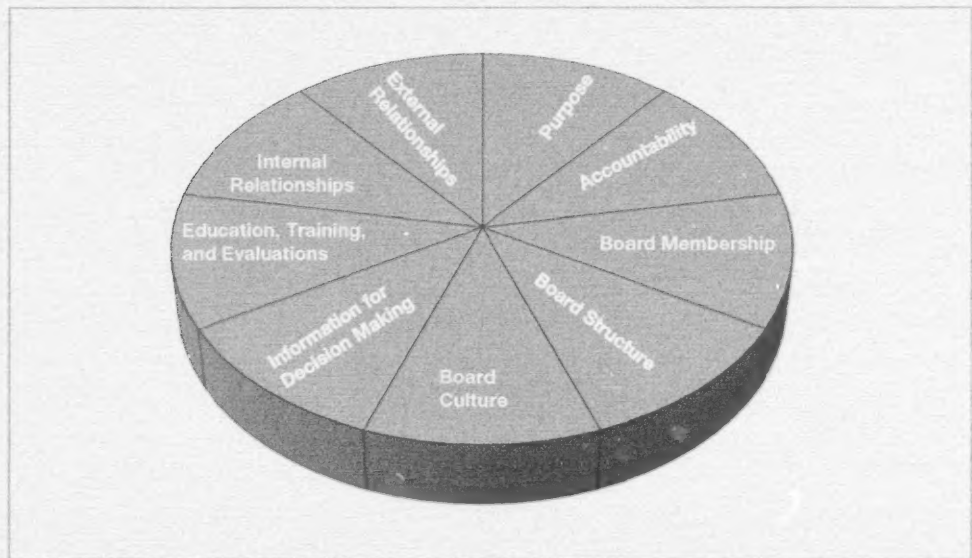 Purpose
Accountability
Board Membership
Board Structure
Board
Culture
Information for
Decision Making
Education, Training,
and Evaluations
Internal
Relationships
External
Relationships